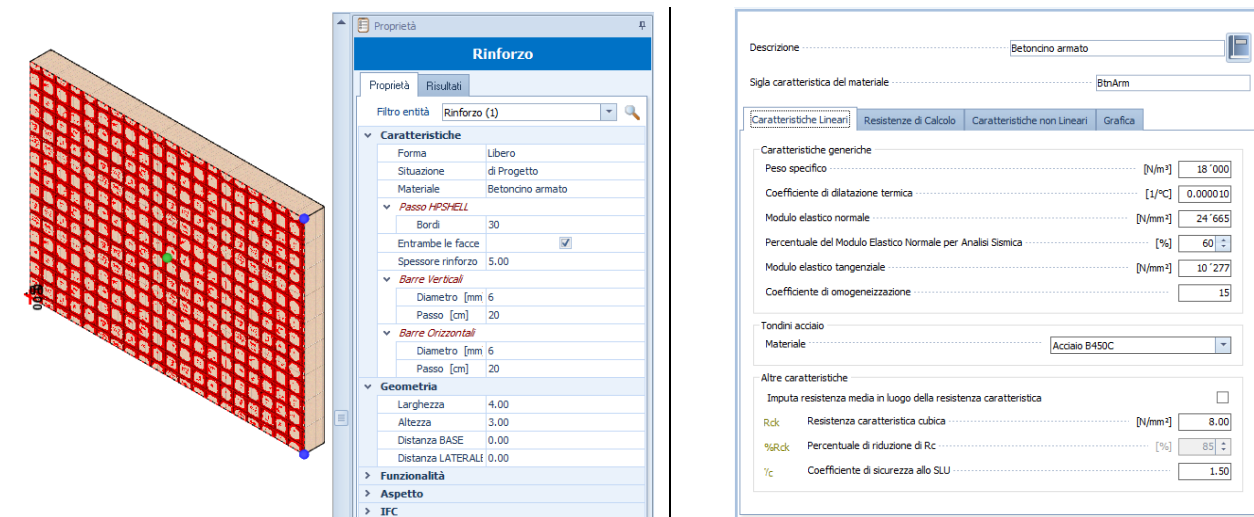 Proprietà
Rinforzo
Proprietà Risultati
Filtro entità Rinforzo (1)
Caratteristiche
Forma Libero
Situazione di Progetto
Materiale Betoncino armato
Passo HPSHELL
Bordi 30
Entrambe le facce
Spessore rinforzo 5.00
Barre Verticali
Diametro [mm 6
Passo [cm] 20
Barre Orizzontali
Diametro [mm 6
Passo [cm] 20
Geometria
Larghezza 4.00
Altezza 3.00
Distanza BASE 0.00
Distanza LATERALE 0.00
Funzionalità
Aspetto
IFC
Descrizione Betoncino armato
Sigla caratteristica del materiale BtnArm
Caratteristiche Lineari Resistenze di Calcolo Caratteristiche non Lineari Grafica
Caratteristiche generiche
Peso specifico [N/m³] 18´000
Coefficiente di dilatazione termica [1/°C] 0.000010
Modulo elastico normale [N/mm²] 24´665
Percentuale del Modulo Elastico Normale per Analisi Sismica [%] 60
Modulo elastico tangenziale [N/mm²] 10´277
Coefficiente di omogeneizzazione 15
Tondini acciaio
Materiale Acciaio B450C
Altre caratteristiche
Imputa resistenza media in luogo della resistenza caratteristica
Rck Resistenza caratteristica cubica [N/mm²] 8.00
%Rck Percentuale di riduzione di Rc [%] 85
γc Coefficiente di sicurezza allo SLU 1.50